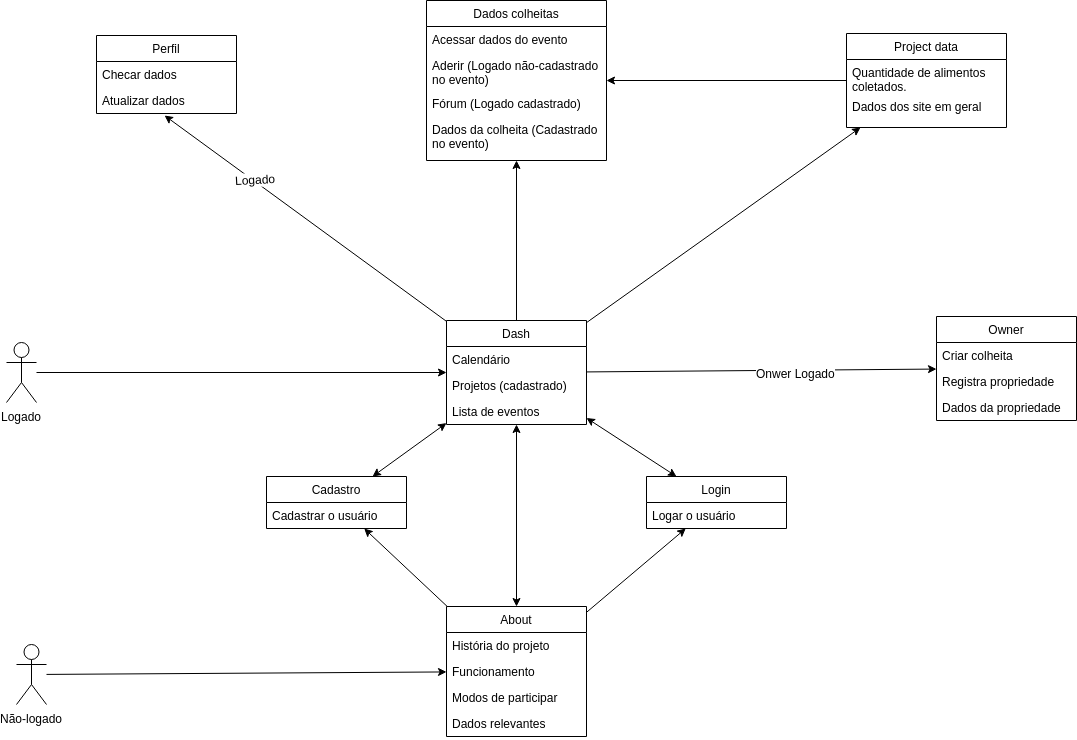 Dados colheitas
Acessar dados do evento
Aderir (Logado não-cadastrado
no evento)
Fórum (Logado cadastrado)
Dados da colheita (Cadastrado
no evento)
Perfil
Checar dados
Atualizar dados
Project data
Quantidade de alimentos
coletados.
Dados dos site em geral
Logado
Dash
Calendário
Projetos (cadastrado)
Lista de eventos
Owner
Criar colheita
Registra propriedade
Dados da propriedade
Onwer Logado
Logado
Cadastro
Cadastrar o usuário
Login
Logar o usuário
About
História do projeto
Funcionamento
Modos de participar
Dados relevantes
Não-logado